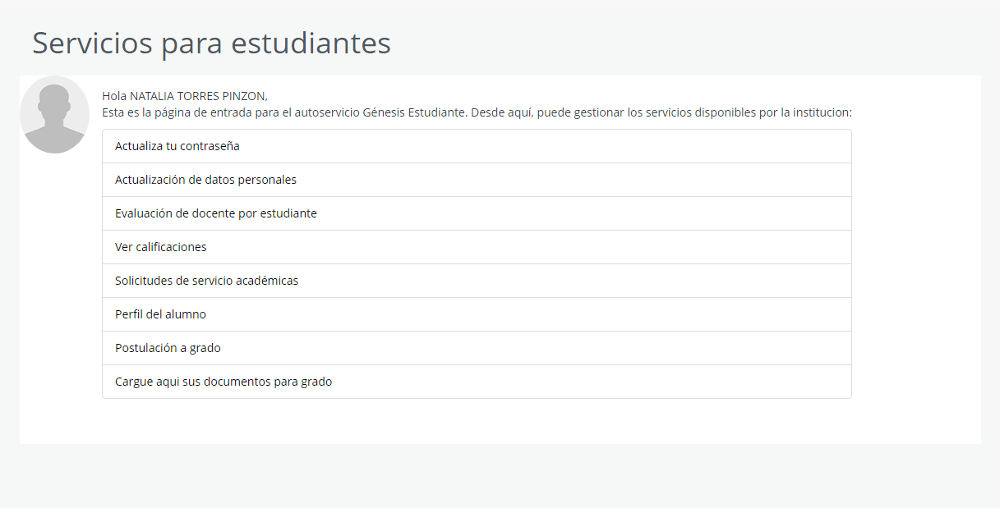 Servicios para estudiantes
Hola NATALIA TORRES PINZON,
Esta es la página de entrada para el autoservicio Génesis Estudiante. Desde aquí, puede gestionar los servicios disponibles por la institucion:
Actualiza tu contraseña
Actualización de datos personales
Evaluación de docente por estudiante
Ver calificaciones
Solicitudes de servicio académicas
Perfil del alumno
Postulación a grado
Cargue aqui sus documentos para grado